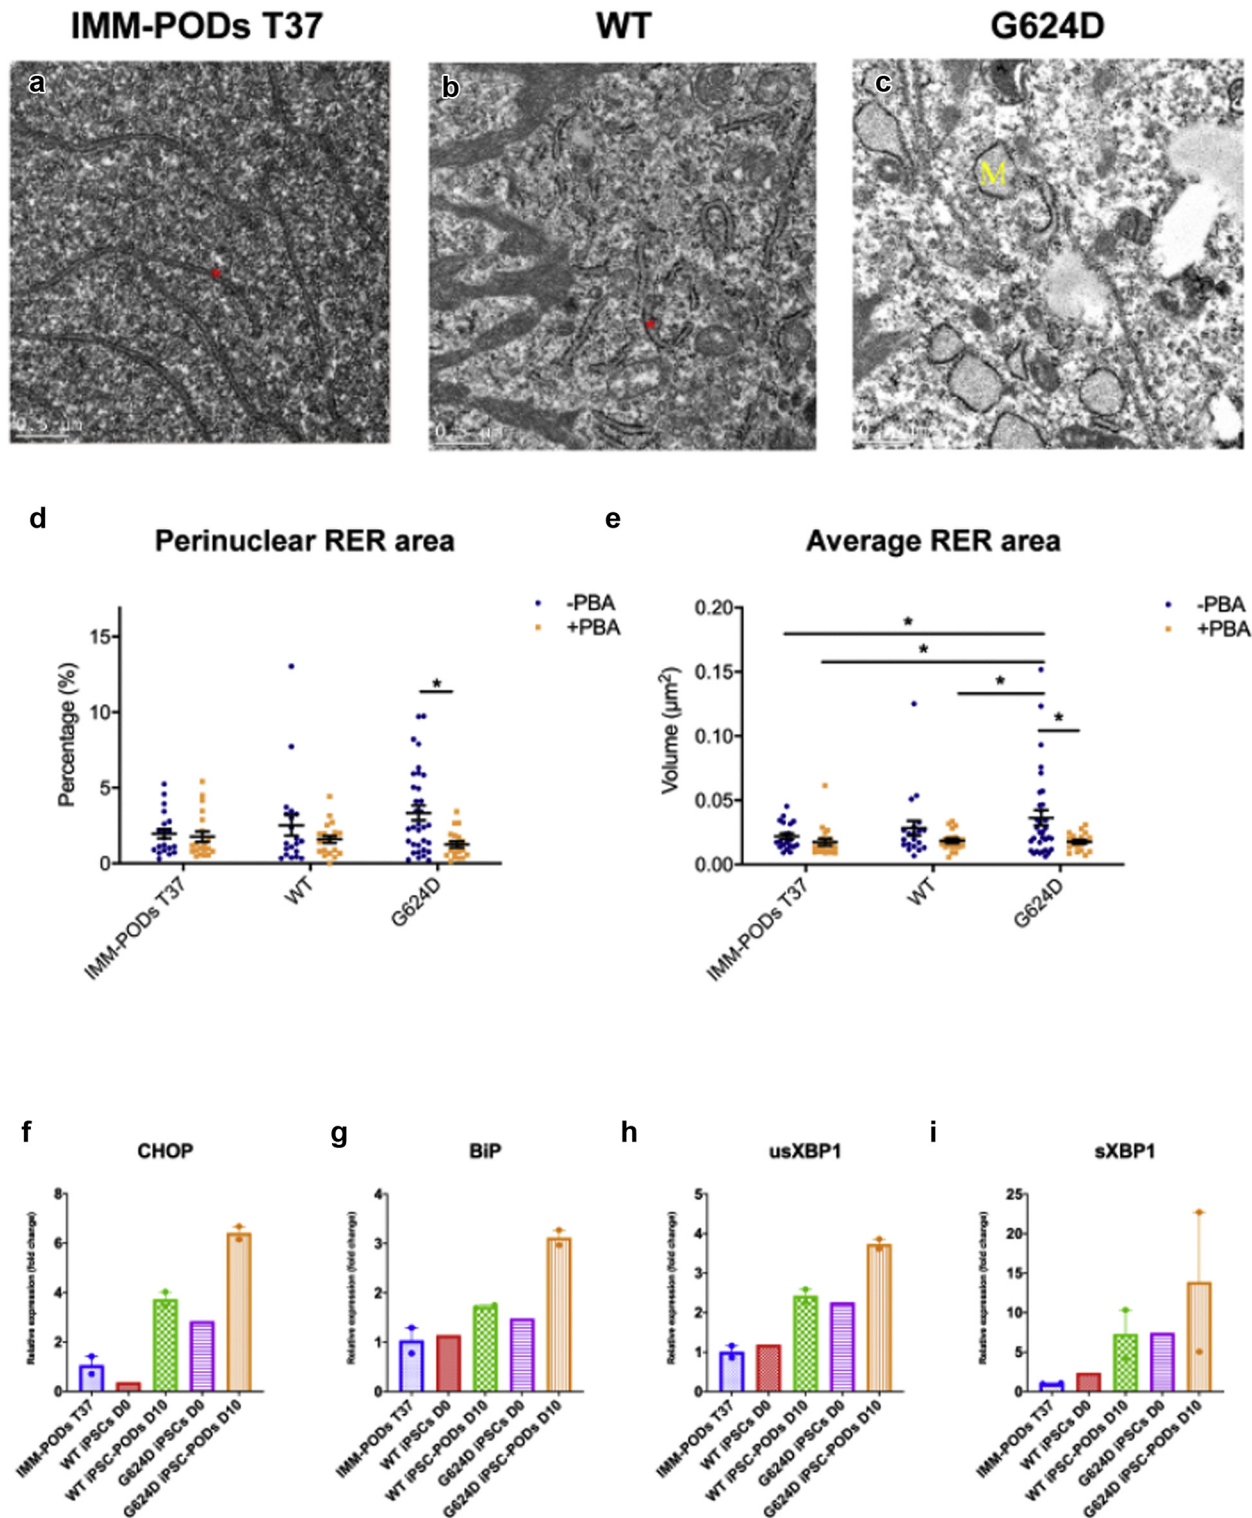 IMM-PODs T37
WT
G624D
a
b
c
M
0.5 µm
0.5 µm
d
Perinuclear RER area
-PBA
+PBA
Percentage (%)
15
10
5
0
*
IMM-PODs T37
WT
G624D
e
Average RER area
-PBA
+PBA
Volume (µm²)
0.20
0.15
0.10
0.05
0.00
*
*
*
*
IMM-PODs T37
WT
G624D
f
CHOP
Relative expression (fold change)
8
6
4
2
0
IMM-PODs T37
WT iPSCs D0
WT iPSC-PODs D10
G624D iPSCs D0
G624D iPSC-PODs D10
g
BiP
Relative expression (fold change)
4
3
2
1
0
IMM-PODs T37
WT iPSCs D0
WT iPSC-PODs D10
G624D iPSCs D0
G624D iPSC-PODs D10
h
usXBP1
Relative expression (fold change)
5
4
3
2
1
0
IMM-PODs T37
WT iPSCs D0
WT iPSC-PODs D10
G624D iPSCs D0
G624D iPSC-PODs D10
i
sXBP1
Relative expression (fold change)
25
20
15
10
5
0
IMM-PODs T37
WT iPSCs D0
WT iPSC-PODs D10
G624D iPSCs D0
G624D iPSC-PODs D10